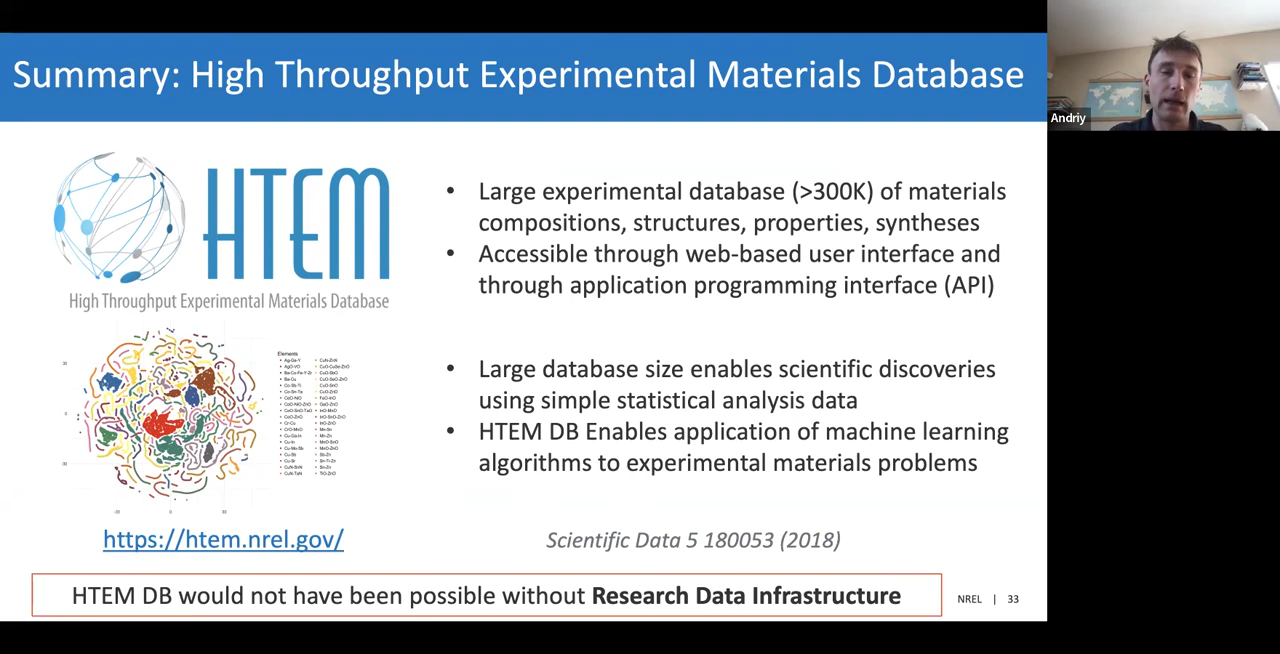 Summary: High Throughput Experimental Materials Database
Andriy
HTEM
High Throughput Experimental Materials Database
• Large experimental database (>300K) of materials
compositions, structures, properties, syntheses
• Accessible through web-based user interface and
through application programming interface (API)
Elements
• Large database size enables scientific discoveries
using simple statistical analysis data
• HTEM DB Enables application of machine learning
algorithms to experimental materials problems
https://htem.nrel.gov/
Scientific Data 5 180053 (2018)
HTEM DB would not have been possible without Research Data Infrastructure
NREL | 33